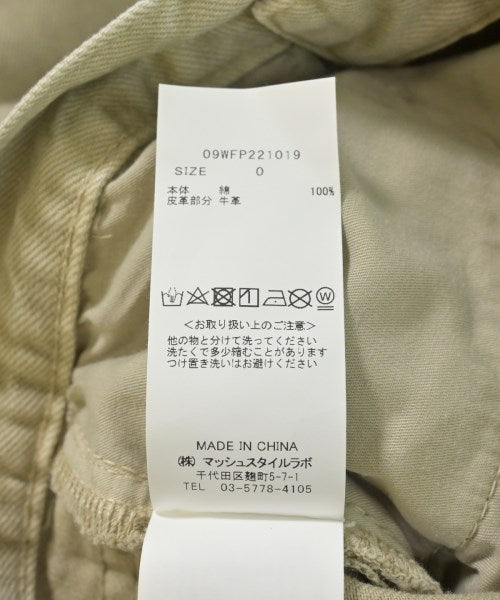 09WFP221019
SIZE 0
本体 綿 100%
皮革部分 牛革
W
<お取り扱い上のご注意>
他の物と分けて洗ってください
洗たくで多少縮むことがあります
つけ置き洗いはお避けください
MADE IN CHINA
(株) マッシュスタイルラボ
千代田区麹町5-7-1
TEL 03-5778-4105